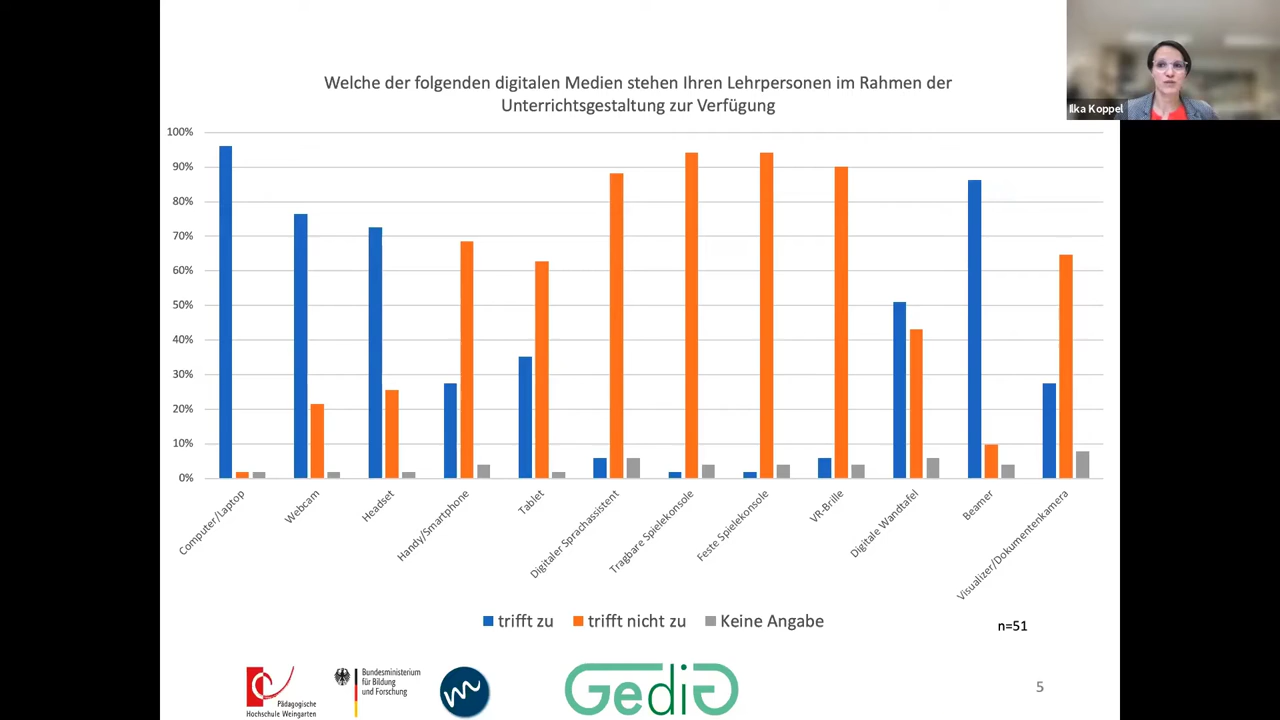 Welche der folgenden digitalen Medien stehen Ihren Lehrpersonen im Rahmen der
Unterrichtsgestaltung zur Verfügung
Ilka Koppel
100%
90%
80%
70%
60%
50%
40%
30%
20%
10%
0%
Computer/Laptop
Webcam
Headset
Handy/Smartphone
Tablet
Digitaler Sprachassistent
Tragbare Spielekonsole
Feste Spielekonsole
VR-Brille
Digitale Wandtafel
Beamer
Visualizer/Dokumentenkamera
trifft zu
trifft nicht zu
Keine Angabe
n=51
Pädagogische
Hochschule Weingarten
Bundesministerium
für Bildung
und Forschung
GediG
5